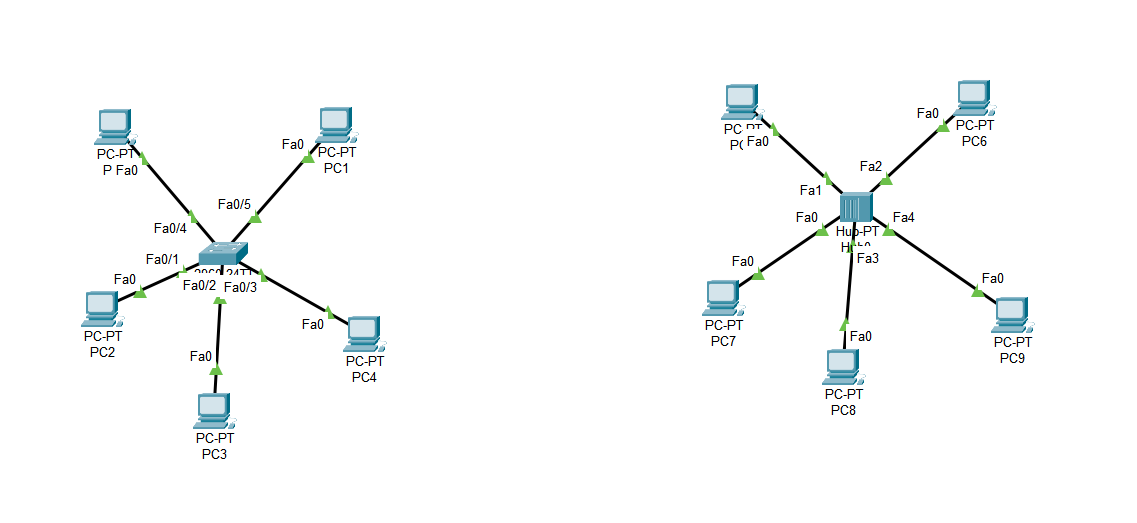 PC-PT
Fa0
Fa0/4
PC-PT
PC1
Fa0
Fa0/5
Fa0/1
Fa0/2
Fa0/3
Fa0
PC-PT
PC2
Fa0
PC-PT
PC3
Fa0
PC-PT
PC4
Fa0
Fa1
Fa0
PC-PT
PC6
Fa2
Fa0
Fa4
Hub-PT
Hub0
Fa3
Fa0
PC-PT
PC7
Fa0
PC-PT
PC8
Fa0
PC-PT
PC9